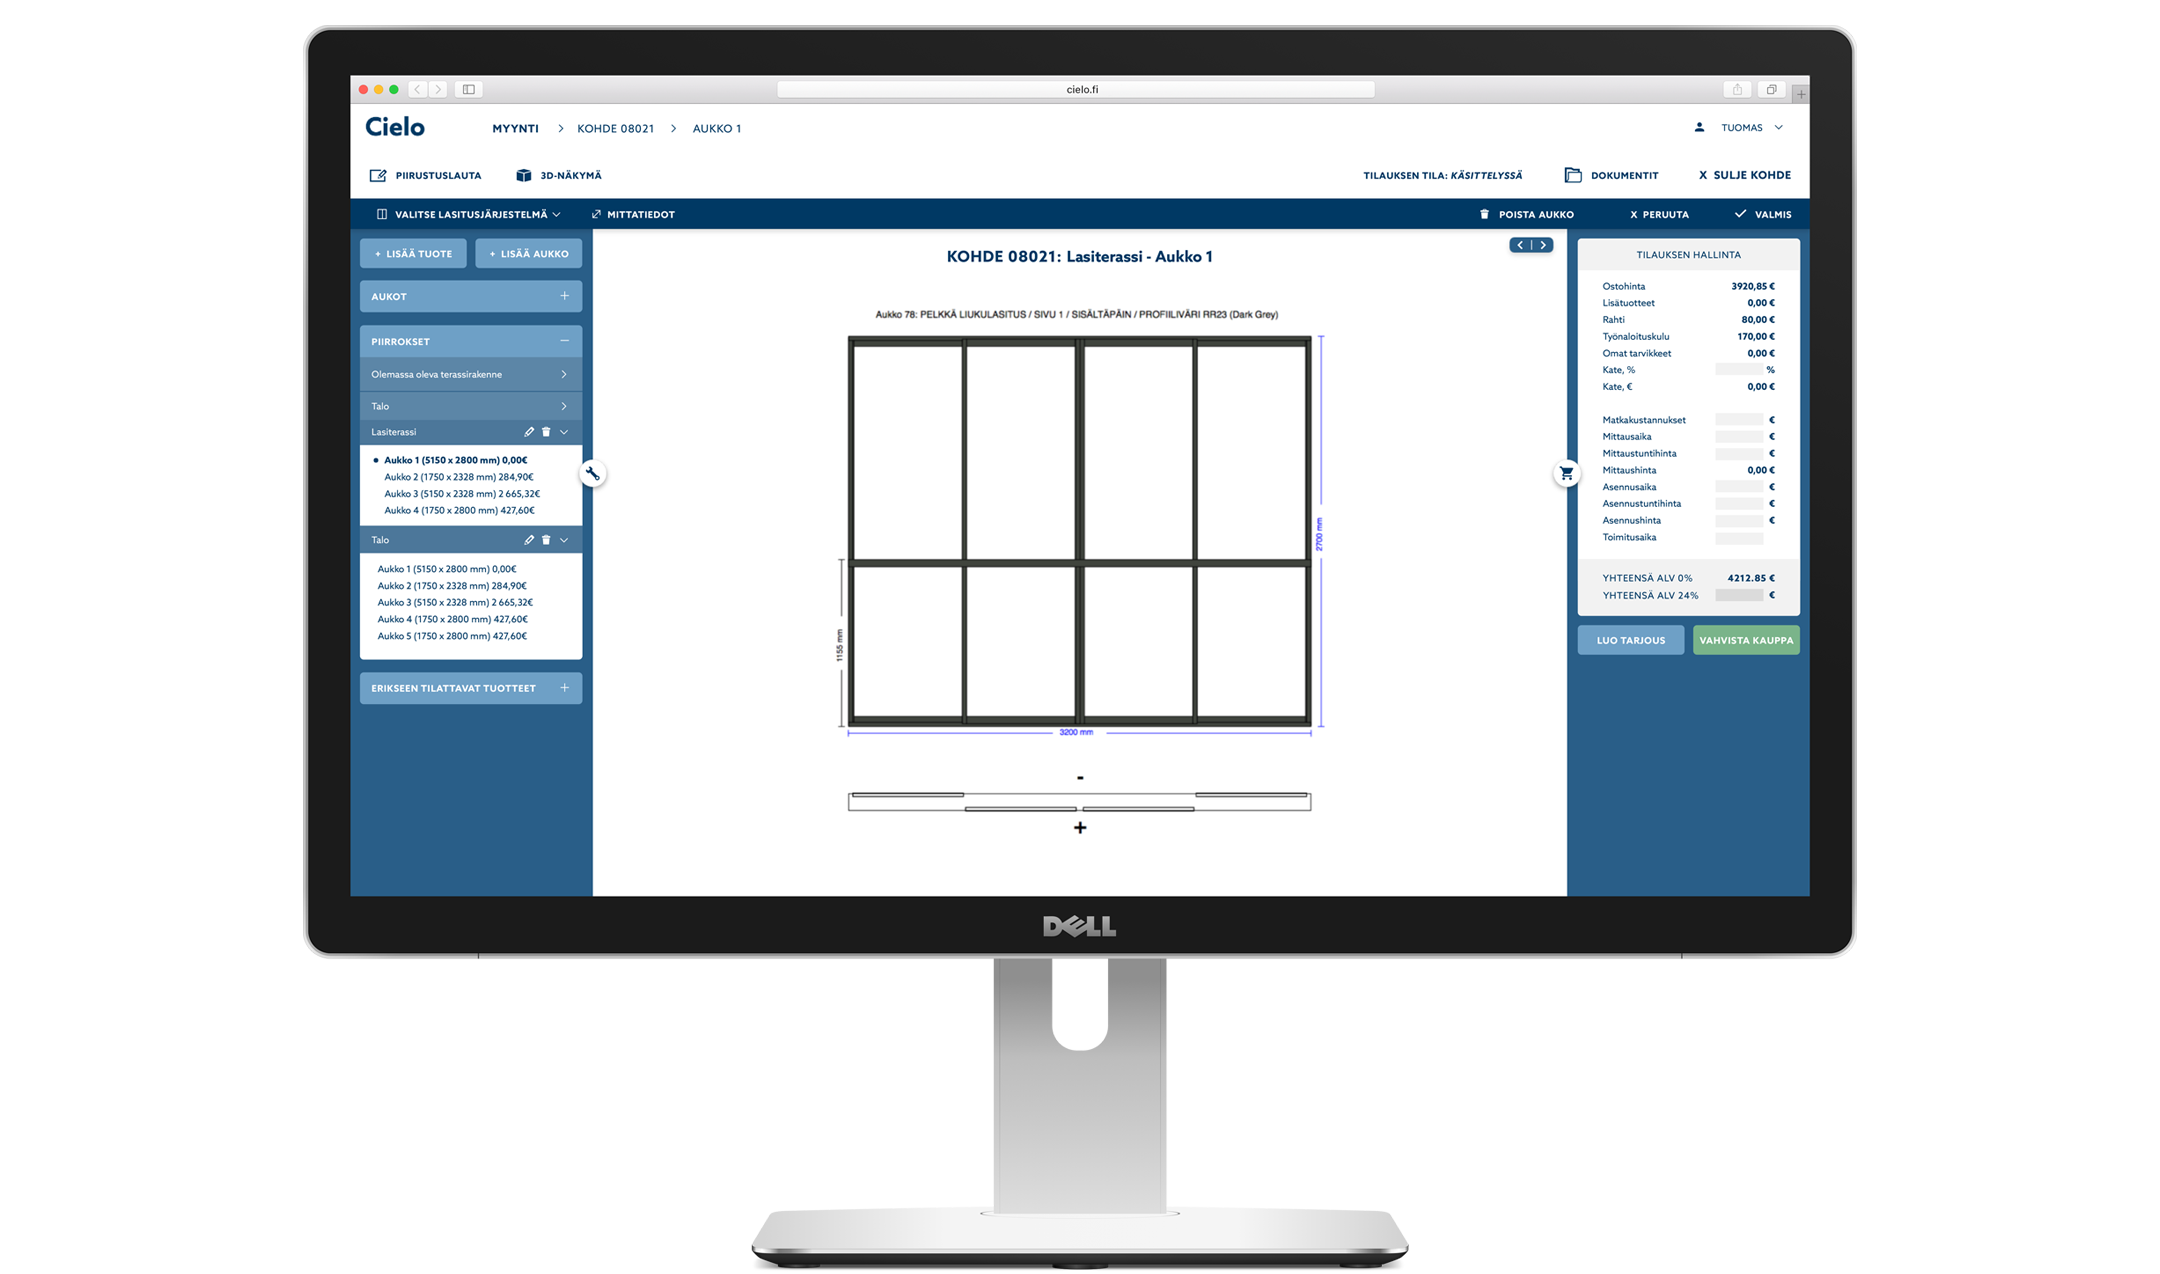 cielo.fi
Cielo
MYYNTI > KOHDE 08021 > AUKKO 1
TUOMAS
PIIRUSTUSLAUTA
3D-NÄKYMÄ
TILAUKSEN TILA: KÄSITTELYSSÄ
DOKUMENTIT
X SULJE KOHDE
VALITSE LASITUSJÄRJESTELMÄ
MITTATIEDOT
POISTA AUKKO
X PERUUTA
VALMIS
+ LISÄÄ TUOTE
+ LISÄÄ AUKKO
AUKOT +
PIIRROKSET –
Olemassa oleva terassirakenne >
Talo >
Lasiterassi
Aukko 1 (5150 x 2800 mm) 0,00€
Aukko 2 (1750 x 2328 mm) 284,90€
Aukko 3 (5150 x 2328 mm) 2 665,32€
Aukko 4 (1750 x 2800 mm) 427,60€
Talo
Aukko 1 (5150 x 2800 mm) 0,00€
Aukko 2 (1750 x 2328 mm) 284,90€
Aukko 3 (5150 x 2328 mm) 2 665,32€
Aukko 4 (1750 x 2800 mm) 427,60€
Aukko 5 (1750 x 2800 mm) 427,60€
ERIKSEEN TILATTAVAT TUOTTEET +
KOHDE 08021: Lasiterassi - Aukko 1
Aukko 78: PELKKÄ LIUKULASITUS / SIVU 1 / SISÄLTÄPÄIN / PROFIILIVÄRI RR23 (Dark Grey)
2700 mm
1155 mm
3200 mm
-
+
TILAUKSEN HALLINTA
Ostohinta 3920,85 €
Lisätuotteet 0,00 €
Rahti 80,00 €
Työnaloituskulu 170,00 €
Omat tarvikkeet 0,00 €
Kate, % %
Kate, € 0,00 €
Matkakustannukset €
Mittausaika €
Mittaustuntihinta €
Mittaushinta 0,00 €
Asennusaika €
Asennustuntihinta €
Asennushinta €
Toimitusaika
YHTEENSÄ ALV 0% 4212.85 €
YHTEENSÄ ALV 24% €
LUO TARJOUS
VAHVISTA KAUPPA
DELL